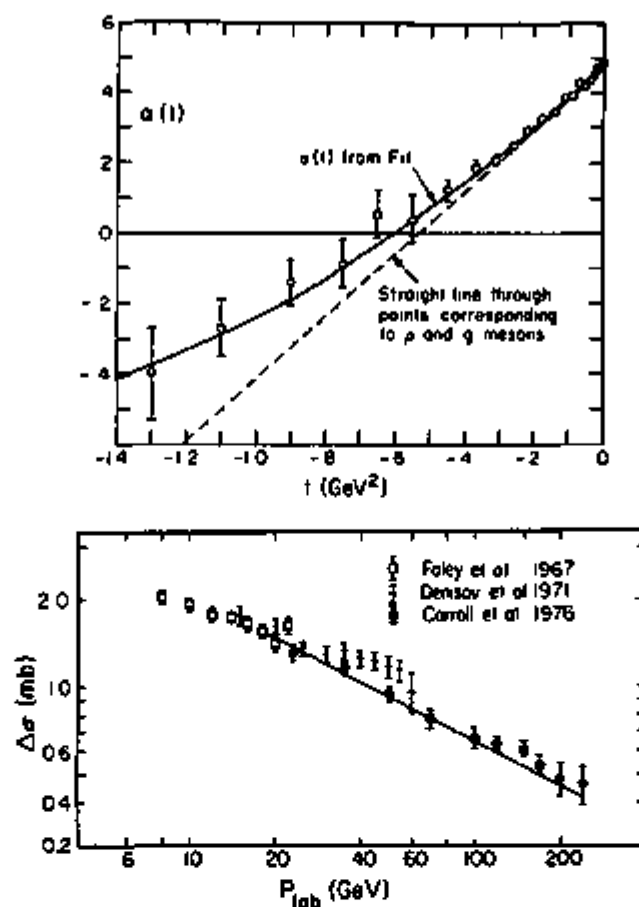 6
4
α(t)
α(t) from Fit
2
0
Straight line through
points corresponding
to ρ and g mesons
-2
-4
-14 -12 -10 -8 -6 -4 -2 0
t (GeV²)
Foley et al 1967
Denisov et al 1971
Carroll et al 1976
2.0
1.0
0.6
0.4
0.2
Δσ (mb)
6 10 20 40 60 100 200
P_lab (GeV)